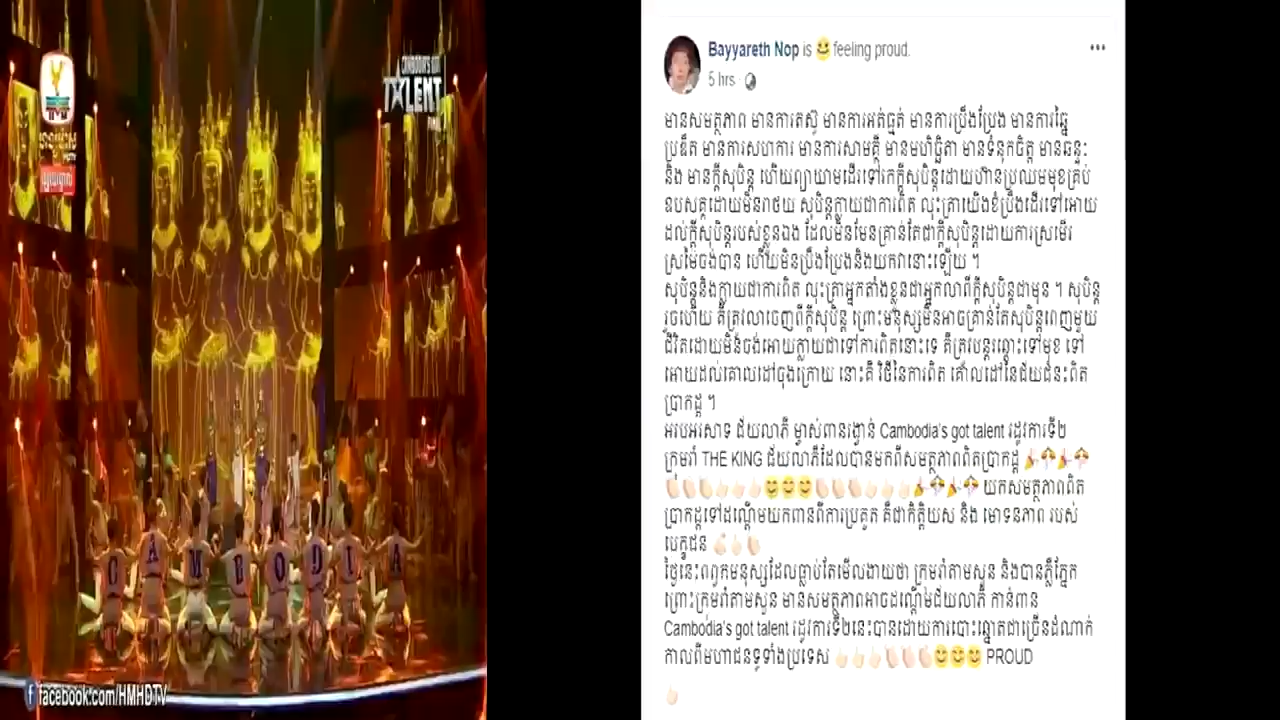 CAMBODIA'S GOT
TALENT
HM
HDTV
ផ្សាយផ្ទាល់
CAMBODIA
facebook.com/HMHDTV
Bayyareth Nop is 😃 feeling proud.
5 hrs ·
មានសមត្ថភាព មានការតស៊ូ មានការអត់ធ្មត់ មានការប្រឹងប្រែង មានការឆ្នៃ
ប្រឌិត មានការសហការ មានការសាមគ្គី មានមហិច្ឆិតា មានទំនុកចិត្ត មានឆន្ទះ
និង មានក្ដីសុបិន្ត ហើយព្យាយាមដើរទៅរកក្ដីសុបិន្តដោយហ៊ានប្រឈមមុខគ្រប់
ឧបសគ្គដោយមិនរាថយ សុបិន្តក្លាយជាការពិត លុះត្រាយើងខំប្រឹងដើរទៅអោយ
ដល់ក្ដីសុបិន្តរបស់ខ្លួនឯង ដែលមិនមែនគ្រាន់តែជាក្ដីសុបិន្តដោយការស្រមើរ
ស្រមៃចង់បាន ហើយមិនប្រឹងប្រែងនិងយកវានោះឡើយ ។
សុបិន្តនិងក្លាយជាការពិត លុះត្រាអ្នកតាំងខ្លួនជាអ្នកលាពីក្ដីសុបិន្តជាមុន ។ សុបិន្ត
រួចហើយ គឺត្រូវលាចេញពីក្ដីសុបិន្ត ព្រោះមនុស្សមិនអាចគ្រាន់តែសុបិន្តពេញមួយ
ជីវិតដោយមិនចង់អោយក្លាយជាទៅការពិតនោះទេ គឺត្រូវបន្តរឆ្ពោះទៅមុខ ទៅ
អោយដល់គោលដៅចុងក្រោយ នោះគឺ វិថីនៃការពិត គោលដៅនៃជ័យជំនះពិត
ប្រាកដ្ត ។
អរបអរសាទ ជ័យលាភី ម្ចាស់ពានរង្វាន់ Cambodia's got talent រដូវការទី២
ក្រុមរាំ THE KING ជ័យលាភីដែលបានមកពីសមត្ថភាពពិតប្រាកដ្ត
យកសមត្ថភាពពិត
ប្រាកដ្តទៅដណ្ដើមយកពានពីការប្រគួត គឺជាកិត្តិយស និង មោទនភាព របស់
បេក្ខជន
ថ្ងៃនេះពពួកមនុស្សដែលធ្លាប់តែមើលងាយថា ក្រុមរាំតាមសួន និងបានភ្លឺភ្នែក
ព្រោះក្រុមរាំតាមសួន មានសមត្ថភាពអាចដណ្ដើមជ័យលាភី កាន់ពាន
Cambodia's got talent រដូវការទី២នេះបានដោយការបោះឆ្នោតជាច្រើនដំណាក់
កាលពីមហាជនទូទាំងប្រទេស 😊😊😊 PROUD